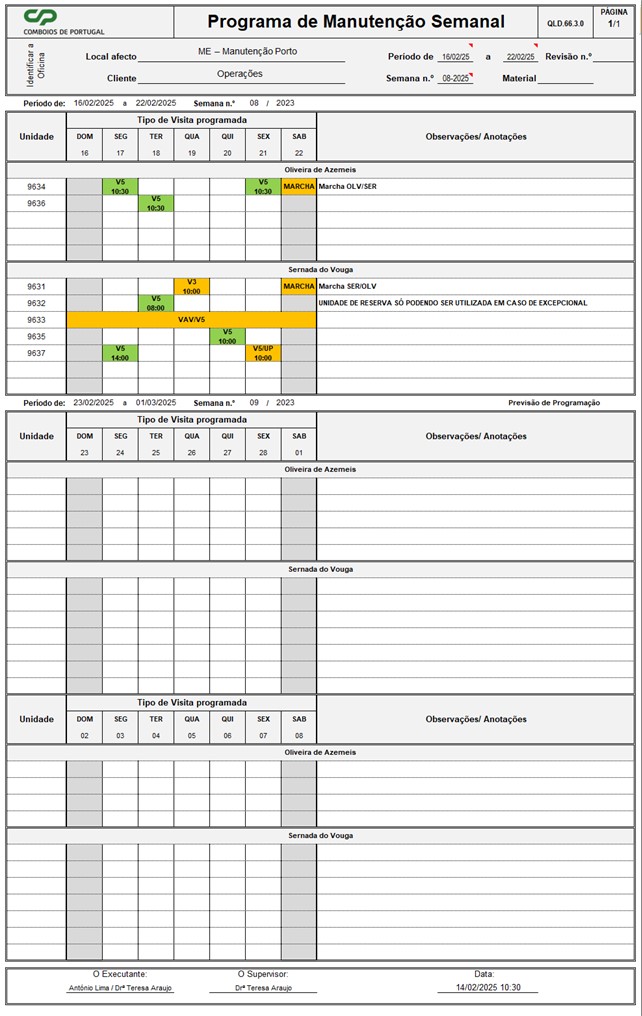 CP
COMBOIOS DE PORTUGAL
Programa de Manutenção Semanal
QLD.66.3.0
PÁGINA
1/1
Identificar a Oficina
Local afecto ME – Manutenção Porto
Período de 16/02/25 a 22/02/25 Revisão n.º
Cliente Operações
Semana n.º 08-2025 Material
Período de: 16/02/2025 a 22/02/2025 Semana n.º 08 / 2023
Unidade
Tipo de Visita programada
Observações/ Anotações
DOM SEG TER QUA QUI SEX SAB
16 17 18 19 20 21 22
Oliveira de Azemeis
9634 V5 10:30 V5 10:30 MARCHA Marcha OLV/SER
9636 V5 10:30
Sernada do Vouga
9631 V3 10:00 MARCHA Marcha SER/OLV
9632 V5 08:00 UNIDADE DE RESERVA SÓ PODENDO SER UTILIZADA EM CASO DE EXCEPCIONAL
9633 VAV/V5
9635 V5 10:00
9637 V5 14:00 V5/UP 10:00
Período de: 23/02/2025 a 01/03/2025 Semana n.º 09 / 2023 Previsão de Programação
Unidade
Tipo de Visita programada
Observações/ Anotações
DOM SEG TER QUA QUI SEX SAB
23 24 25 26 27 28 01
Oliveira de Azemeis
Sernada do Vouga
Unidade
Tipo de Visita programada
Observações/ Anotações
DOM SEG TER QUA QUI SEX SAB
02 03 04 05 06 07 08
Oliveira de Azemeis
Sernada do Vouga
O Executante: O Supervisor: Data:
António Lima / Drª Teresa Araujo Drª Teresa Araujo 14/02/2025 10:30